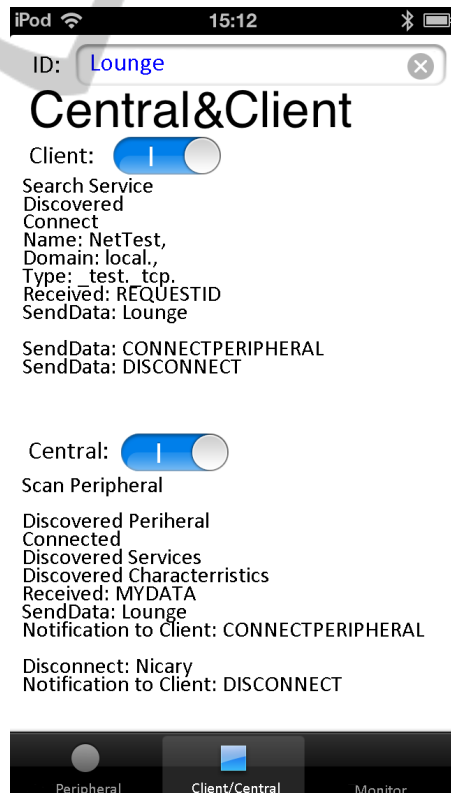 iPod 15:12
ID: Lounge
Central&Client
Client:
Search Service
Discovered
Connect
Name: NetTest,
Domain: local.,
Type: _test._tcp.
Received: REQUESTID
SendData: Lounge
SendData: CONNECTPERIPHERAL
SendData: DISCONNECT
Central:
Scan Peripheral
Discovered Periheral
Connected
Discovered Services
Discovered Characterristics
Received: MYDATA
SendData: Lounge
Notification to Client: CONNECTPERIPHERAL
Disconnect: Nicary
Notification to Client: DISCONNECT
Peripheral Client/Central Monitor